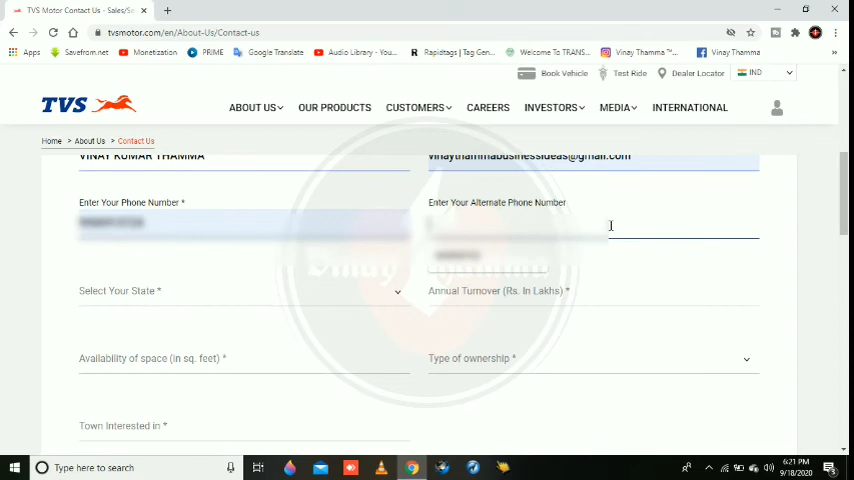 TVS Motor Contact Us - Sales/Se
tvsmotor.com/en/About-Us/Contact-us
Apps Savefrom.net Monetization PRIME Google Translate Audio Library - You... Rapidtags | Tag Gen... Welcome To TRANS... Vinay Thamma ™... Vinay Thamma
Book Vehicle Test Ride Dealer Locator IND
TVS ABOUT US OUR PRODUCTS CUSTOMERS CAREERS INVESTORS MEDIA INTERNATIONAL
Home > About Us > Contact Us
VINAY KUMAR THAMMA vinaythammabusinessideas@gmail.com
Enter Your Phone Number * Enter Your Alternate Phone Number
Vinay Thamma
Select Your State * Annual Turnover (Rs. In Lakhs) *
Availability of space (in sq. feet) * Type of ownership *
Town Interested in *
Type here to search
6:21 PM
9/18/2020
3